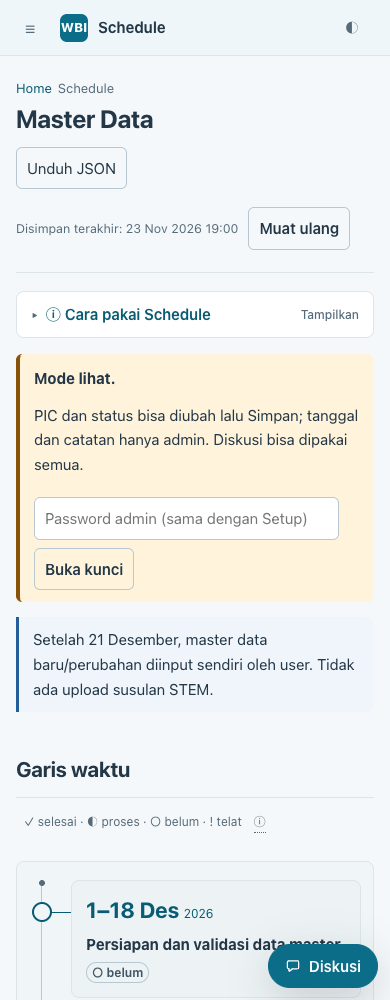 WBI Schedule
Home Schedule
Master Data
Unduh JSON
Disimpan terakhir: 23 Nov 2026 19:00 Muat ulang
▸ ⓘ Cara pakai Schedule Tampilkan
Mode lihat.
PIC dan status bisa diubah lalu Simpan; tanggal
dan catatan hanya admin. Diskusi bisa dipakai
semua.
Password admin (sama dengan Setup)
Buka kunci
Setelah 21 Desember, master data
baru/perubahan diinput sendiri oleh user. Tidak
ada upload susulan STEM.
Garis waktu
✓ selesai · ◐ proses · ○ belum · ! telat ⓘ
1–18 Des 2026
Persiapan dan validasi data master
○ belum
Diskusi